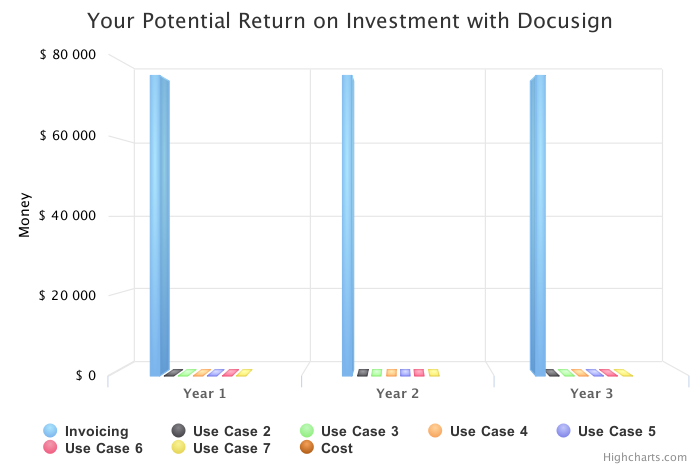 Your Potential Return on Investment with Docusign
$ 80 000
$ 60 000
$ 40 000
$ 20 000
$ 0
Money
Year 1 Year 2 Year 3
Invoicing Use Case 2 Use Case 3 Use Case 4 Use Case 5
Use Case 6 Use Case 7 Cost
Highcharts.com